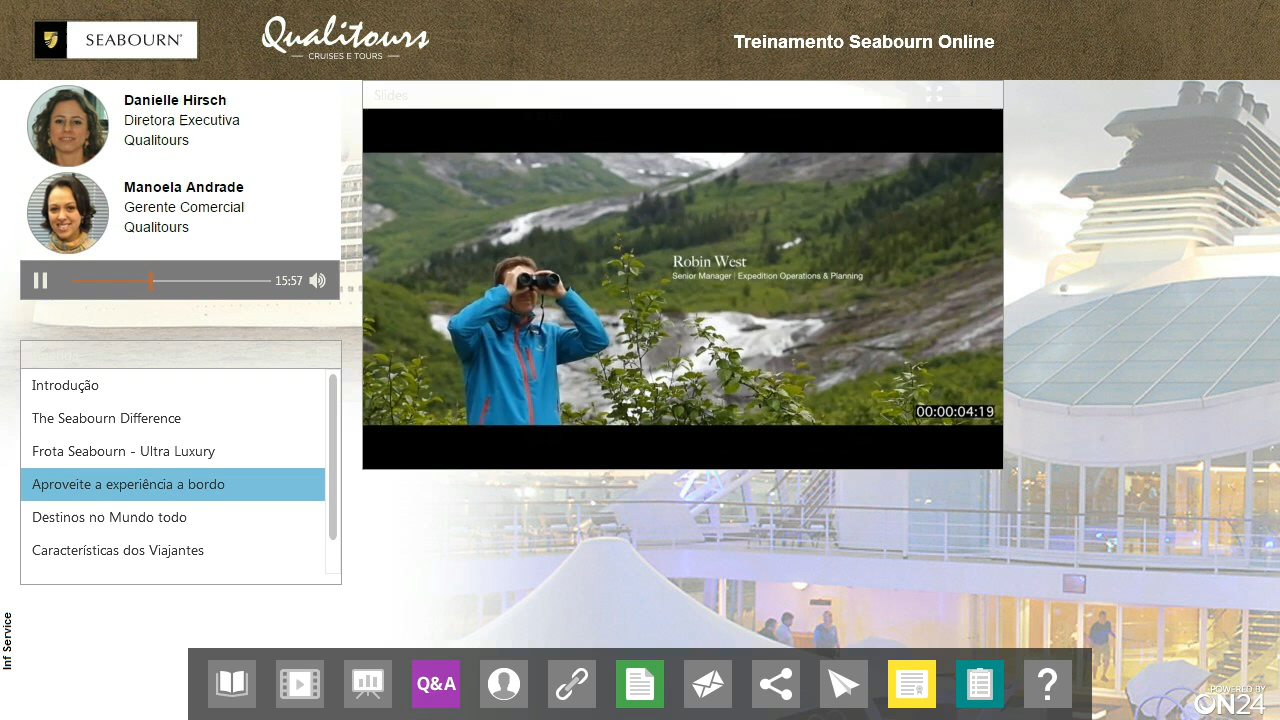 SEABOURN
Qualitours
CRUISES E TOURS
Treinamento Seabourn Online
Danielle Hirsch
Diretora Executiva
Qualitours
Manoela Andrade
Gerente Comercial
Qualitours
15:57
Slides
Robin West
Senior Manager | Expedition Operations & Planning
00:00:04:19
Introdução
The Seabourn Difference
Frota Seabourn - Ultra Luxury
Aproveite a experiência a bordo
Destinos no Mundo todo
Características dos Viajantes
Inf Service
Q&A
?
POWERED BY
ON24